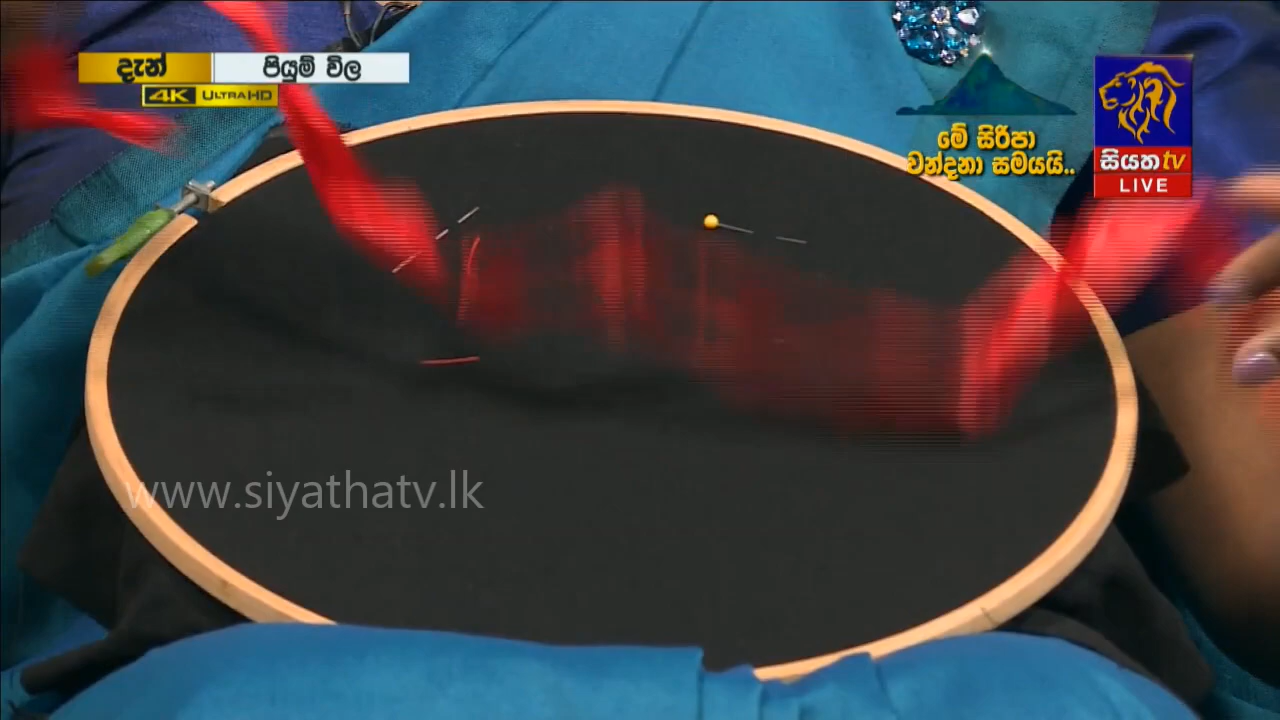 දැන් පියුම් විල
4K ULTRA HD
මේ සිරිපා
වන්දනා සමයයි..
සියත tv
LIVE
www.siyathatv.lk